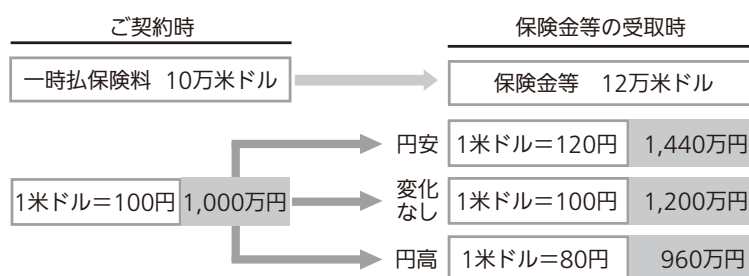 ご契約時
保険金等の受取時
一時払保険料 10万米ドル
保険金等 12万米ドル
円安 1米ドル＝120円 1,440万円
1米ドル＝100円 1,000万円
変化なし 1米ドル＝100円 1,200万円
円高 1米ドル＝80円 960万円